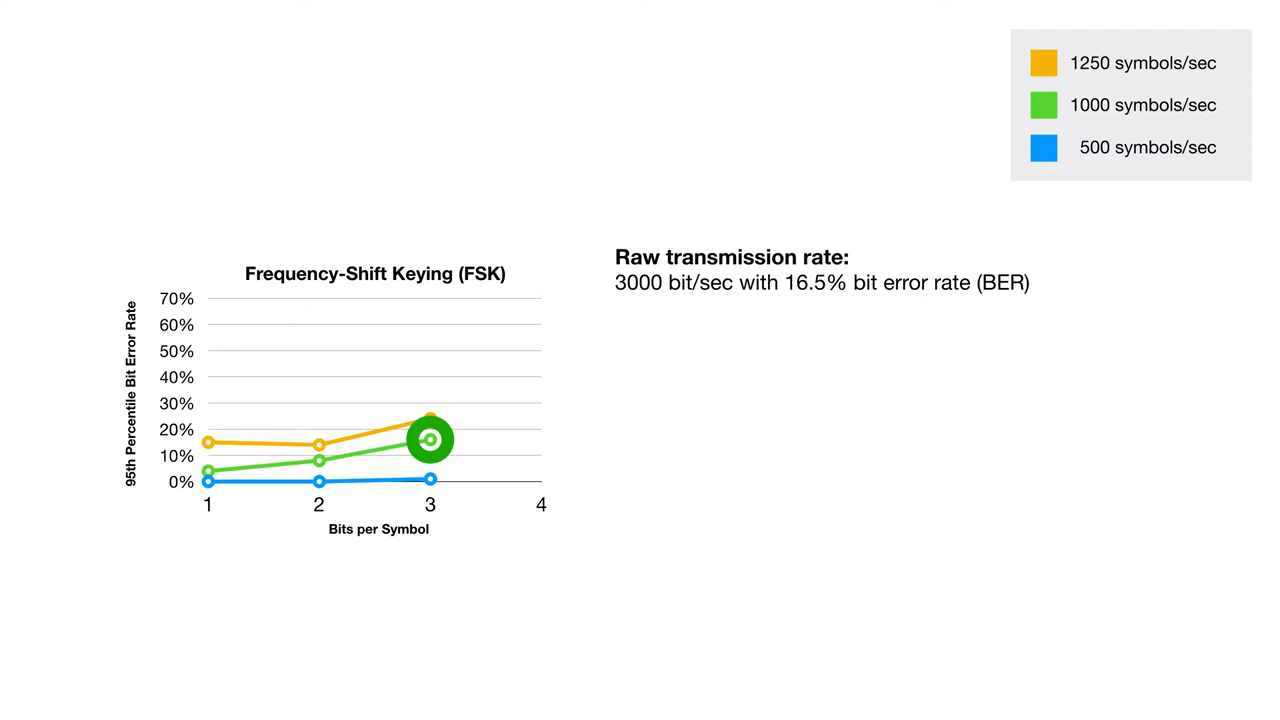 1250 symbols/sec
1000 symbols/sec
500 symbols/sec
Raw transmission rate:
3000 bit/sec with 16.5% bit error rate (BER)
Frequency-Shift Keying (FSK)
95th Percentile Bit Error Rate
70%
60%
50%
40%
30%
20%
10%
0%
1 2 3 4
Bits per Symbol